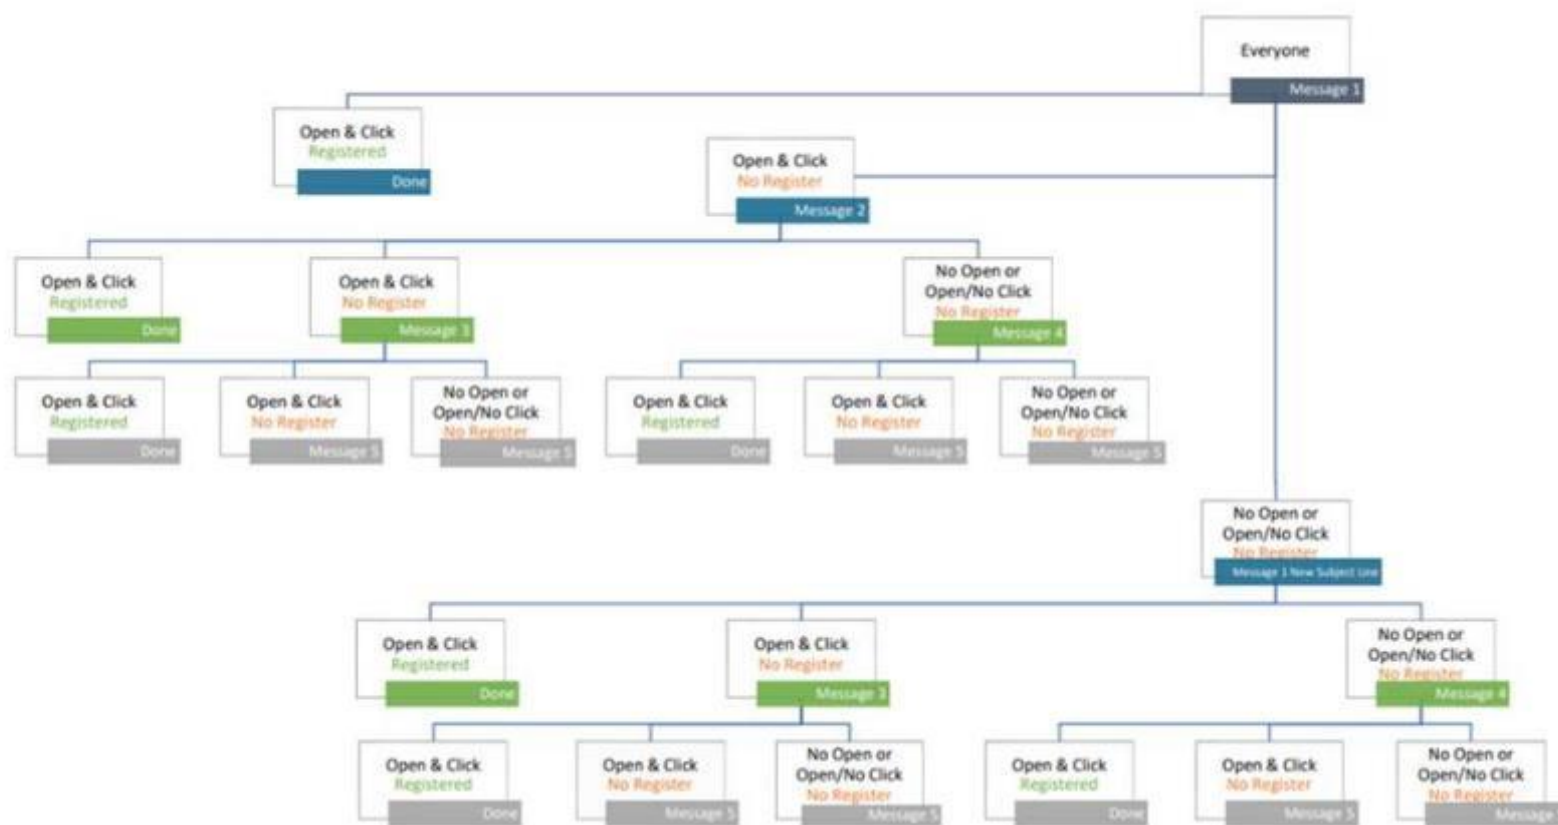 Everyone
Message 1
Open & Click
Registered
Done
Open & Click
No Register
Message 2
Open & Click
Registered
Done
Open & Click
No Register
Message 3
No Open or
Open/No Click
No Register
Message 4
Open & Click
Registered
Done
Open & Click
No Register
Message 5
No Open or
Open/No Click
No Register
Message 5
Open & Click
Registered
Done
Open & Click
No Register
Message 5
No Open or
Open/No Click
No Register
Message 5
No Open or
Open/No Click
No Register
Message 1 New Subject Line
Open & Click
Registered
Done
Open & Click
No Register
Message 3
No Open or
Open/No Click
No Register
Message 4
Open & Click
Registered
Done
Open & Click
No Register
Message 5
No Open or
Open/No Click
No Register
Message 5
Open & Click
Registered
Done
Open & Click
No Register
Message 5
No Open or
Open/No Click
No Register
Message